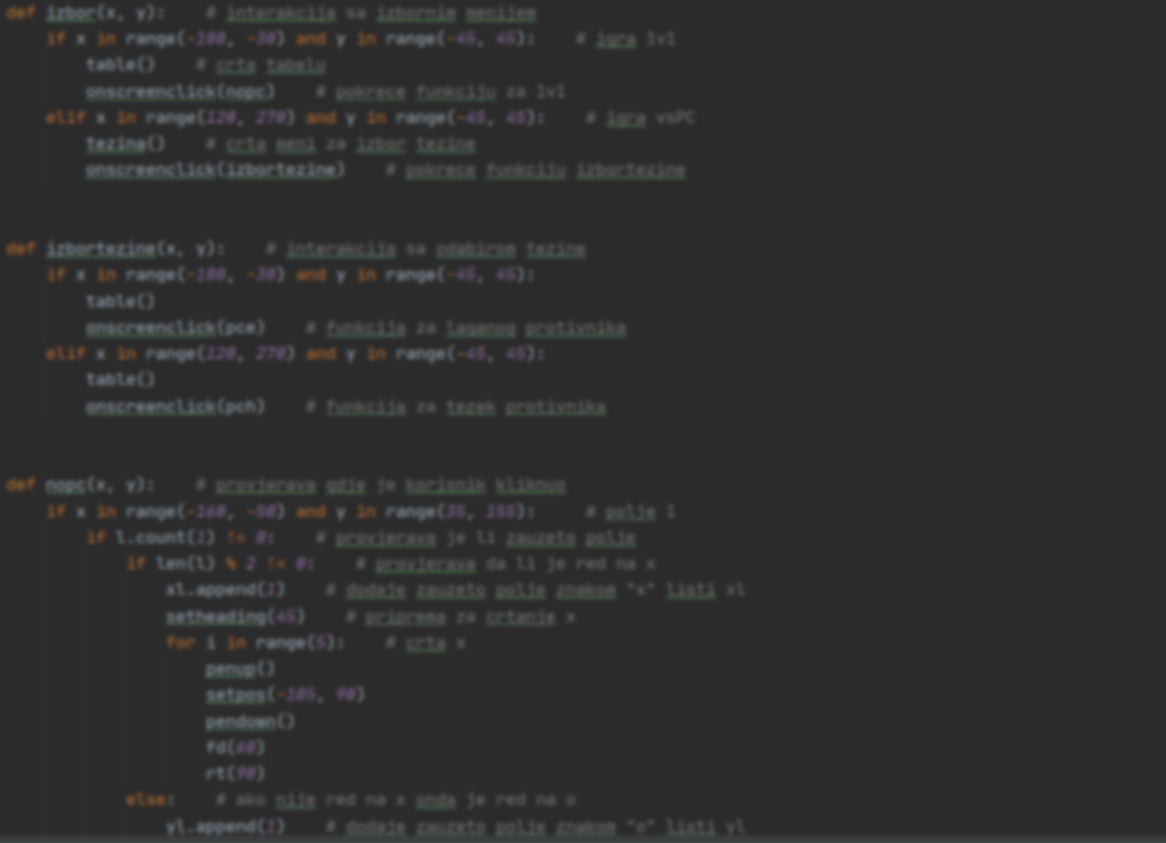 def izbor(x, y):    # interakcija sa izbornim menijem
    if x in range(-180, -30) and y in range(-45, 45):    # igra 1v1
        table()    # crta tabelu
        onscreenclick(nopc)    # pokrece funkciju za 1v1
    elif x in range(120, 270) and y in range(-45, 45):    # igra vsPC
        tezina()    # crta meni za izbor tezine
        onscreenclick(izbortezine)    # pokrece funkciju izbortezine
def izbortezine(x, y):    # interakcija sa odabirom tezine
    if x in range(-180, -30) and y in range(-45, 45):
        table()
        onscreenclick(pce)    # funkcija za laganog protivnika
    elif x in range(120, 270) and y in range(-45, 45):
        table()
        onscreenclick(pch)    # funkcija za tezek protivnika
def nopc(x, y):    # provjerava gdje je korisnik kliknuo
    if x in range(-160, -50) and y in range(35, 155):    # polje 1
        if l.count(1) != 0:    # provjerava je li zauzeto polje
            if len(l) % 2 != 0:    # provjerava da li je red na x
                xl.append(1)    # dodaje zauzeto polje znakom "x" listi xl
                setheading(45)    # priprema za crtanje x
                for i in range(5):    # crta x
                    penup()
                    setpos(-105, 90)
                    pendown()
                    fd(60)
                    rt(90)
            else:    # ako nije red na x onda je red na o
                yl.append(1)    # dodaje zauzeto polje znakom "o" listi yl